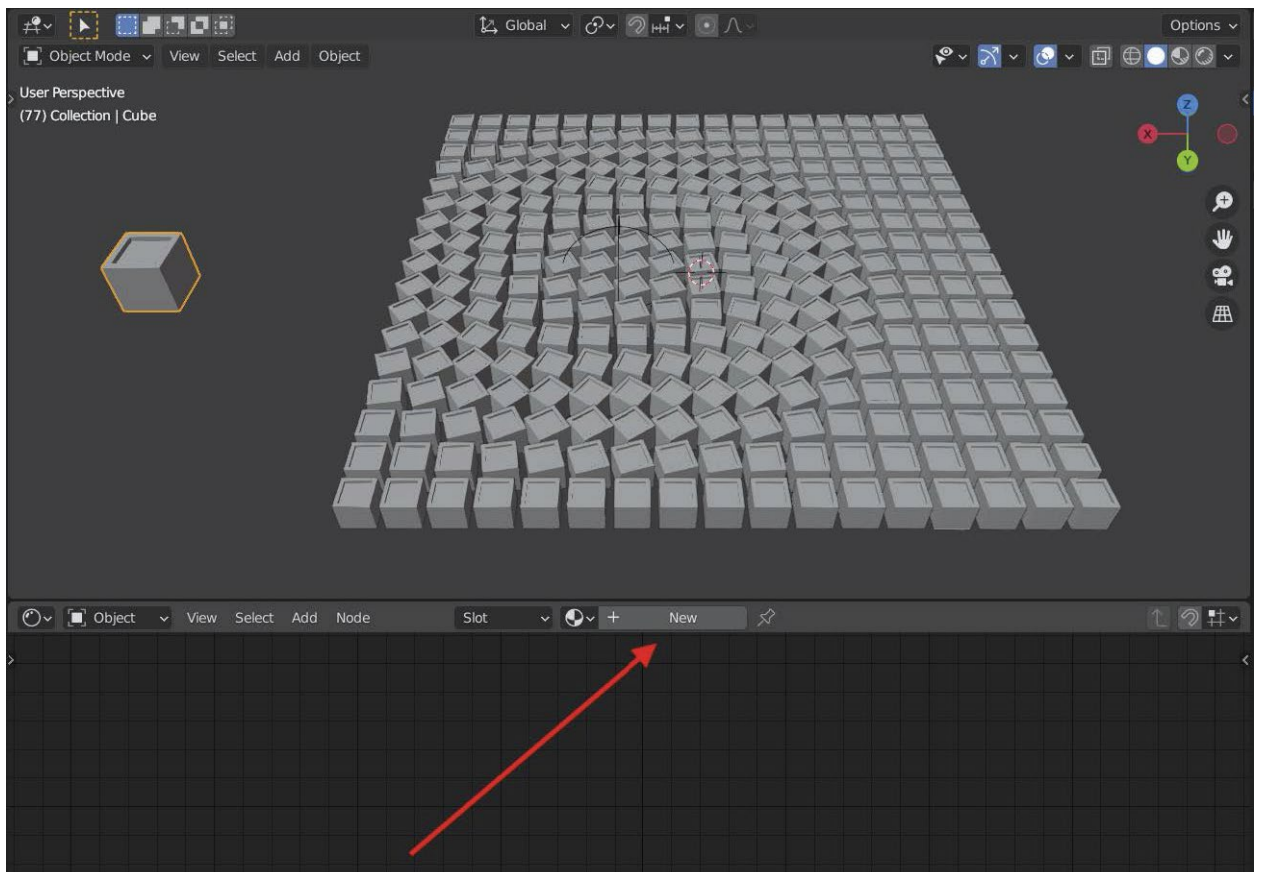 Global Options
Object Mode View Select Add Object
User Perspective
(77) Collection | Cube
Z
X
Y
Object View Select Add Node Slot New